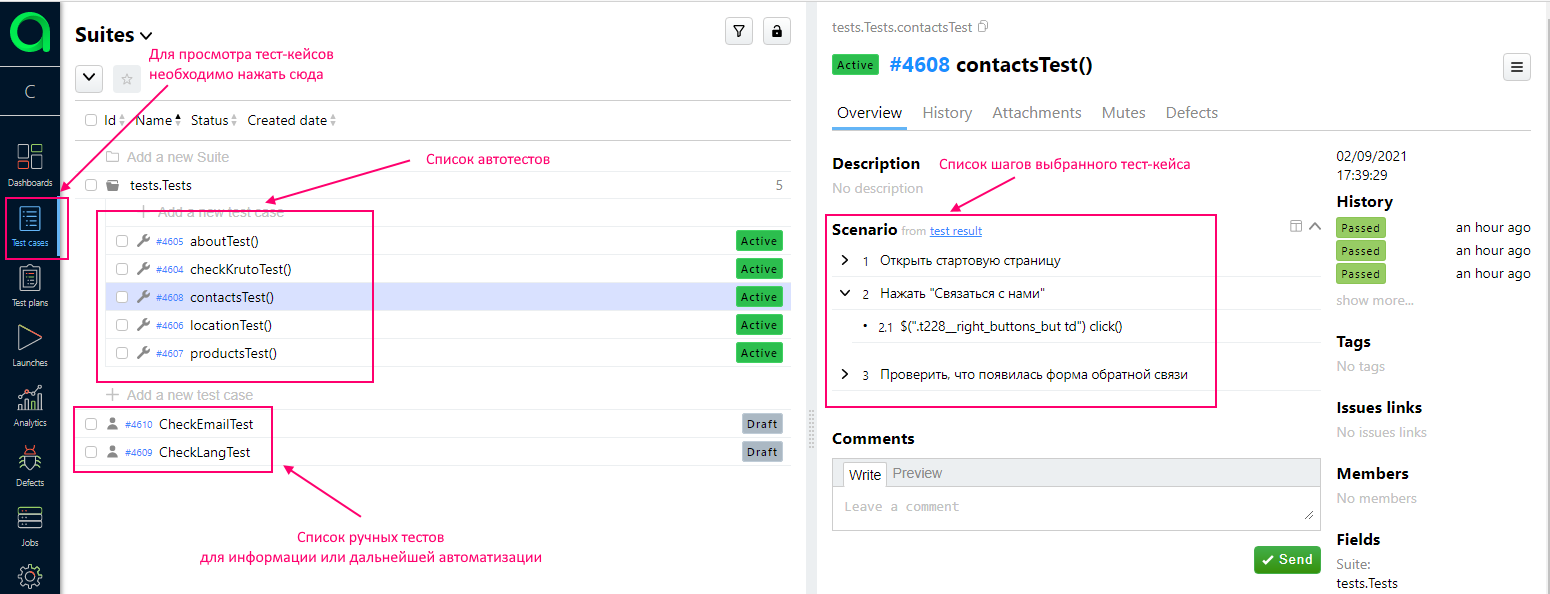 C
Dashboards
Test cases
Test plans
Launches
Analytics
Defects
Jobs
Suites
Для просмотра тест-кейсов
необходимо нажать сюда
Id Name Status Created date
Add a new Suite
Список автотестов
tests.Tests 5
Add a new test case
#4605 aboutTest() Active
#4604 checkKrutoTest() Active
#4608 contactsTest() Active
#4606 locationTest() Active
#4607 productsTest() Active
Add a new test case
#4610 CheckEmailTest Draft
#4609 CheckLangTest Draft
Список ручных тестов
для информации или дальнейшей автоматизации
tests.Tests.contactsTest
Active #4608 contactsTest()
Overview History Attachments Mutes Defects
Description
No description
Список шагов выбранного тест-кейса
Scenario from test result
1 Открыть стартовую страницу
2 Нажать "Связаться с нами"
2.1 $(".t228__right_buttons_but td") click()
3 Проверить, что появилась форма обратной связи
Comments
Write Preview
Leave a comment
Send
02/09/2021
17:39:29
History
Passed an hour ago
Passed an hour ago
Passed an hour ago
show more...
Tags
No tags
Issues links
No issues links
Members
No members
Fields
Suite:
tests.Tests